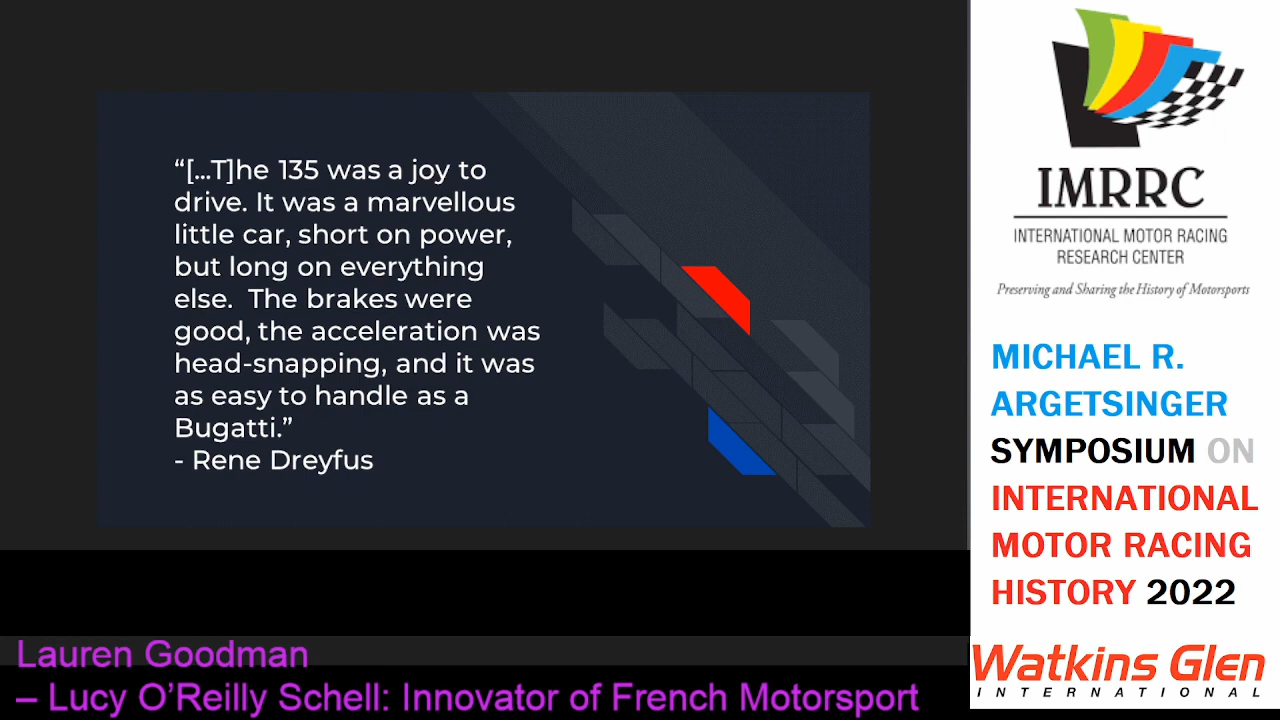 “[...T]he 135 was a joy to
drive. It was a marvellous
little car, short on power,
but long on everything
else.  The brakes were
good, the acceleration was
head-snapping, and it was
as easy to handle as a
Bugatti.”
- Rene Dreyfus
Lauren Goodman
– Lucy O’Reilly Schell: Innovator of French Motorsport
IMRRC
INTERNATIONAL MOTOR RACING
RESEARCH CENTER
Preserving and Sharing the History of Motorsports
MICHAEL R.
ARGETSINGER
SYMPOSIUM ON
INTERNATIONAL
MOTOR RACING
HISTORY 2022
Watkins Glen
INTERNATIONAL